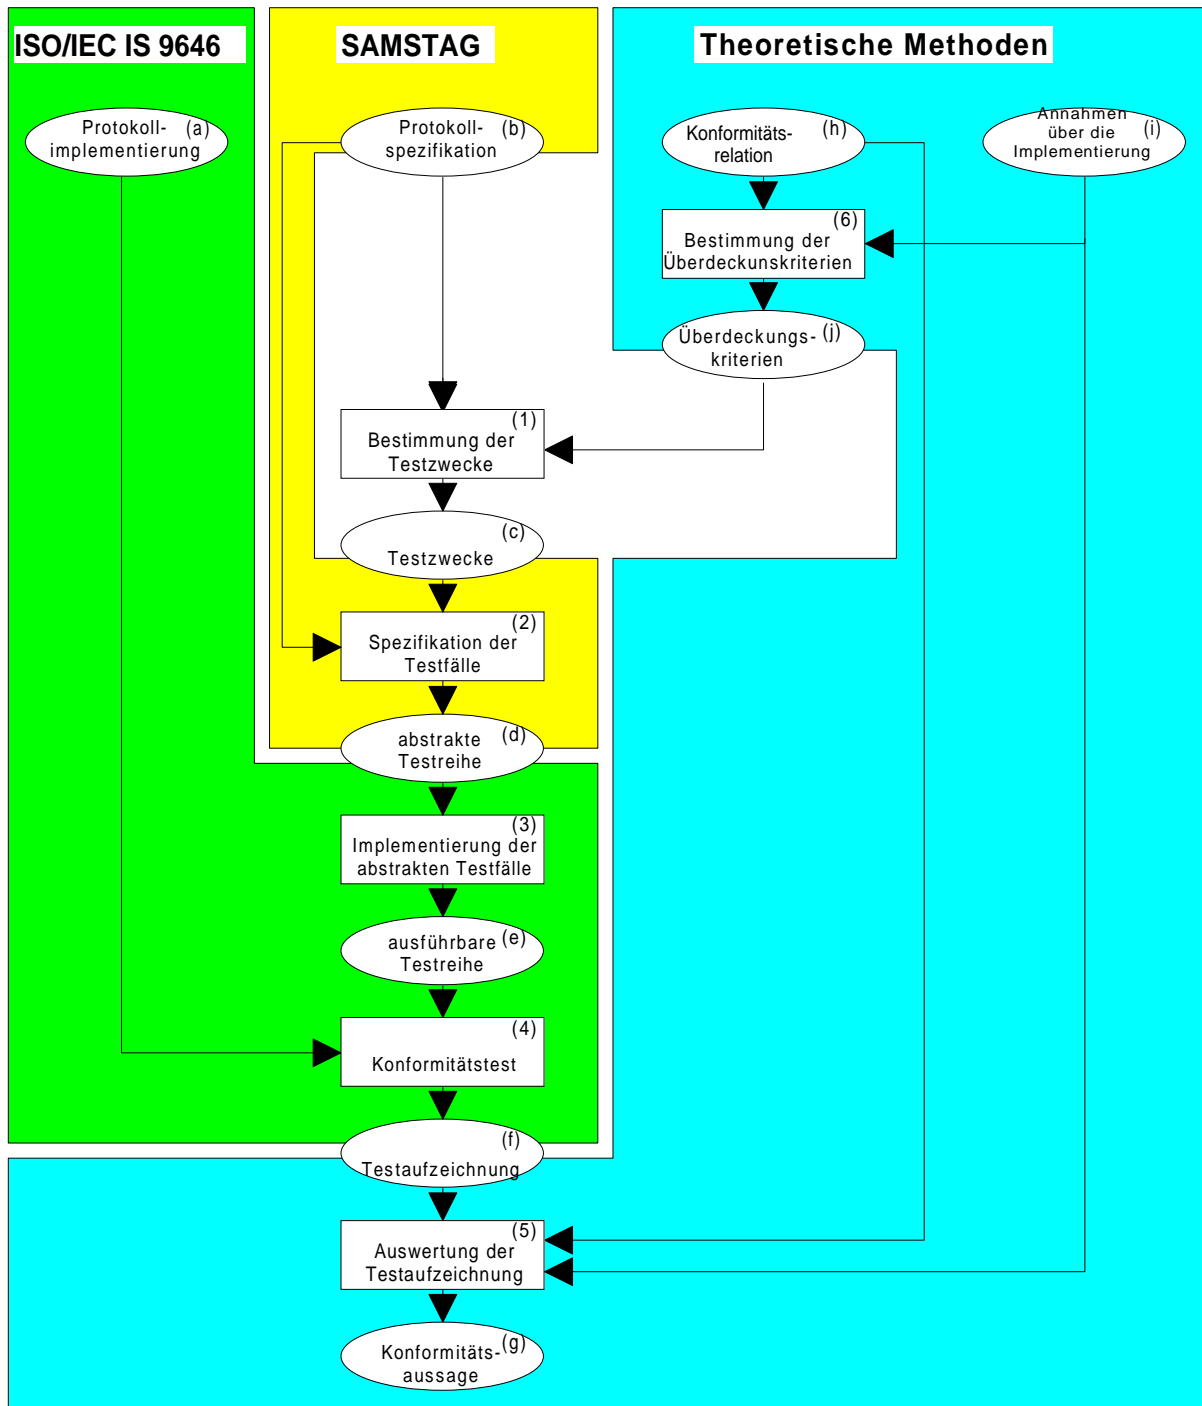 ISO/IEC IS 9646
SAMSTAG
Theoretische Methoden
Protokoll- (a)
implementierung
Protokoll- (b)
spezifikation
Konformitäts- (h)
relation
Annahmen
über die (i)
Implementierung
(6)
Bestimmung der
Überdeckunskriterien
Überdeckungs- (j)
kriterien
(1)
Bestimmung der
Testzwecke
(c)
Testzwecke
(2)
Spezifikation der
Testfälle
abstrakte (d)
Testreihe
(3)
Implementierung der
abstrakten Testfälle
ausführbare (e)
Testreihe
(4)
Konformitätstest
(f)
Testaufzeichnung
(5)
Auswertung der
Testaufzeichnung
Konformitäts- (g)
aussage